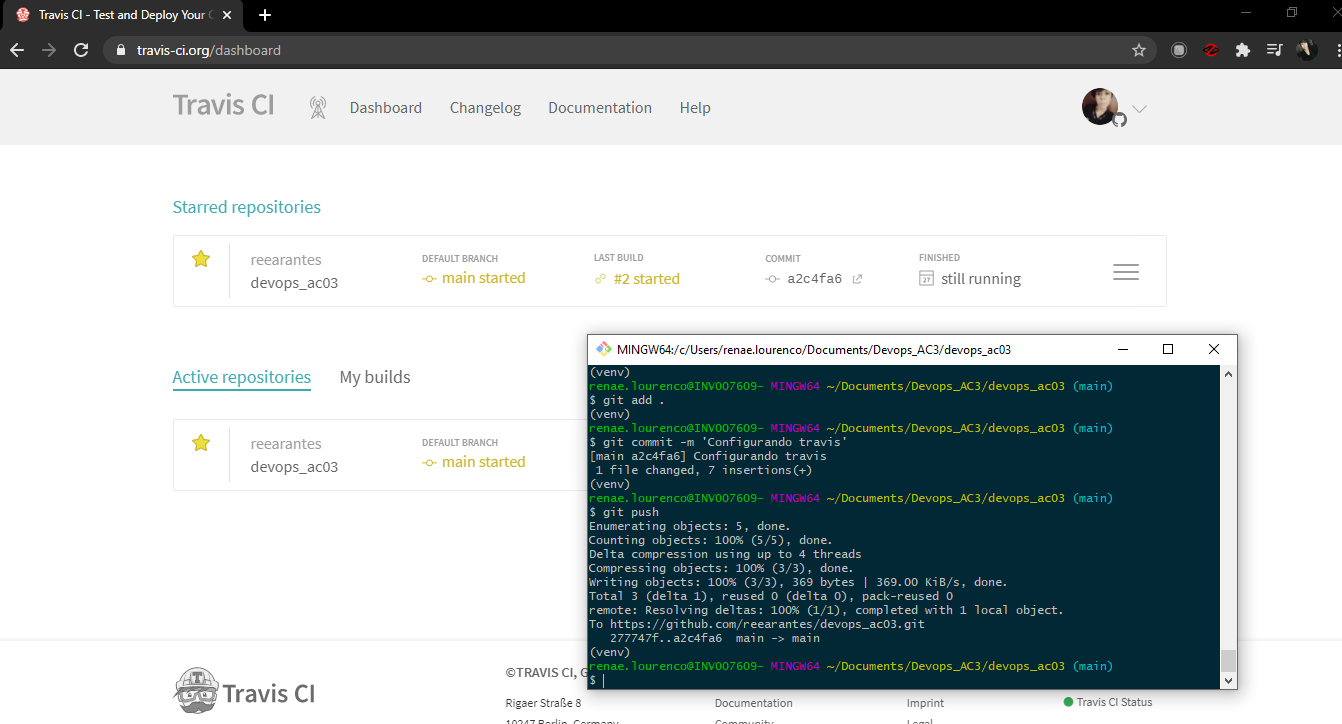 Travis CI - Test and Deploy Your
travis-ci.org/dashboard
Travis CI
Dashboard
Changelog
Documentation
Help
Starred repositories
reearantes
devops_ac03
DEFAULT BRANCH
main started
LAST BUILD
#2 started
COMMIT
a2c4fa6
FINISHED
27
still running
Active repositories
My builds
reearantes
devops_ac03
DEFAULT BRANCH
main started
MINGW64:/c/Users/renae.lourenco/Documents/Devops_AC3/devops_ac03
(venv)
renae.lourenco@INV007609- MINGW64 ~/Documents/Devops_AC3/devops_ac03 (main)
$ git add .
(venv)
renae.lourenco@INV007609- MINGW64 ~/Documents/Devops_AC3/devops_ac03 (main)
$ git commit -m 'Configurando travis'
[main a2c4fa6] Configurando travis
1 file changed, 7 insertions(+)
(venv)
renae.lourenco@INV007609- MINGW64 ~/Documents/Devops_AC3/devops_ac03 (main)
$ git push
Enumerating objects: 5, done.
Counting objects: 100% (5/5), done.
Delta compression using up to 4 threads
Compressing objects: 100% (3/3), done.
Writing objects: 100% (3/3), 369 bytes | 369.00 KiB/s, done.
Total 3 (delta 1), reused 0 (delta 0), pack-reused 0
remote: Resolving deltas: 100% (1/1), completed with 1 local object.
To https://github.com/reearantes/devops_ac03.git
277747f..a2c4fa6 main -> main
(venv)
renae.lourenco@INV007609- MINGW64 ~/Documents/Devops_AC3/devops_ac03 (main)
$
TRAVIS CI
Travis CI
©TRAVIS CI, G
Rigaer Straße 8
10247 Berlin, Germany
Documentation
Community
Imprint
Legal
Travis CI Status